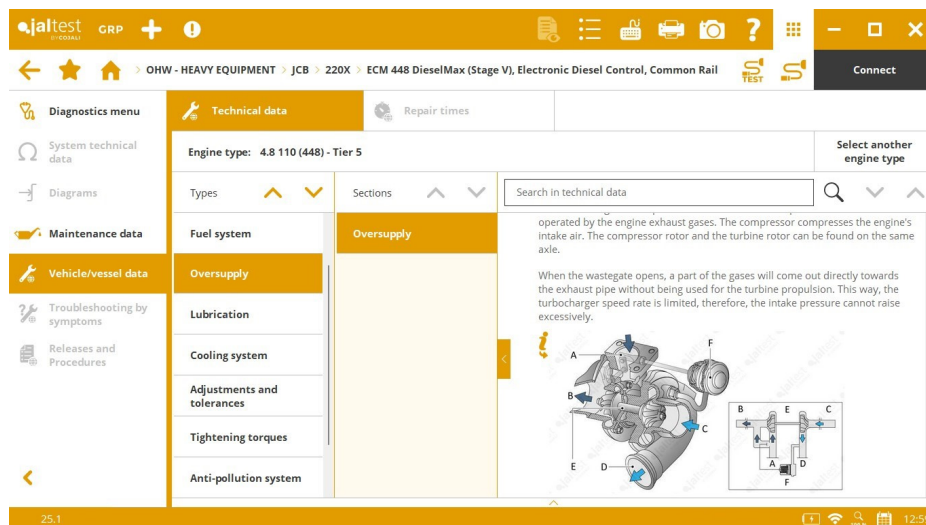 ajaltest GRP
BY COJALI
OHW - HEAVY EQUIPMENT > JCB > 220X > ECM 448 DieselMax (Stage V), Electronic Diesel Control, Common Rail
TEST
Connect
Diagnostics menu
Technical data
Repair times
System technical
data
Engine type: 4.8 110 (448) - Tier 5
Select another
engine type
Diagrams
Types
Sections
Search in technical data
Maintenance data
Fuel system
Oversupply
operated by the engine exhaust gases. The compressor compresses the engine's
intake air. The compressor rotor and the turbine rotor can be found on the same
axle.
Vehicle/vessel data
Oversupply
When the wastegate opens, a part of the gases will come out directly towards
the exhaust pipe without being used for the turbine propulsion. This way, the
turbocharger speed rate is limited, therefore, the intake pressure cannot raise
excessively.
Troubleshooting by
symptoms
Lubrication
Releases and
Procedures
Cooling system
Adjustments and
tolerances
Tightening torques
Anti-pollution system
A
F
B
C
E
D
B
E
C
A
D
F
25.1